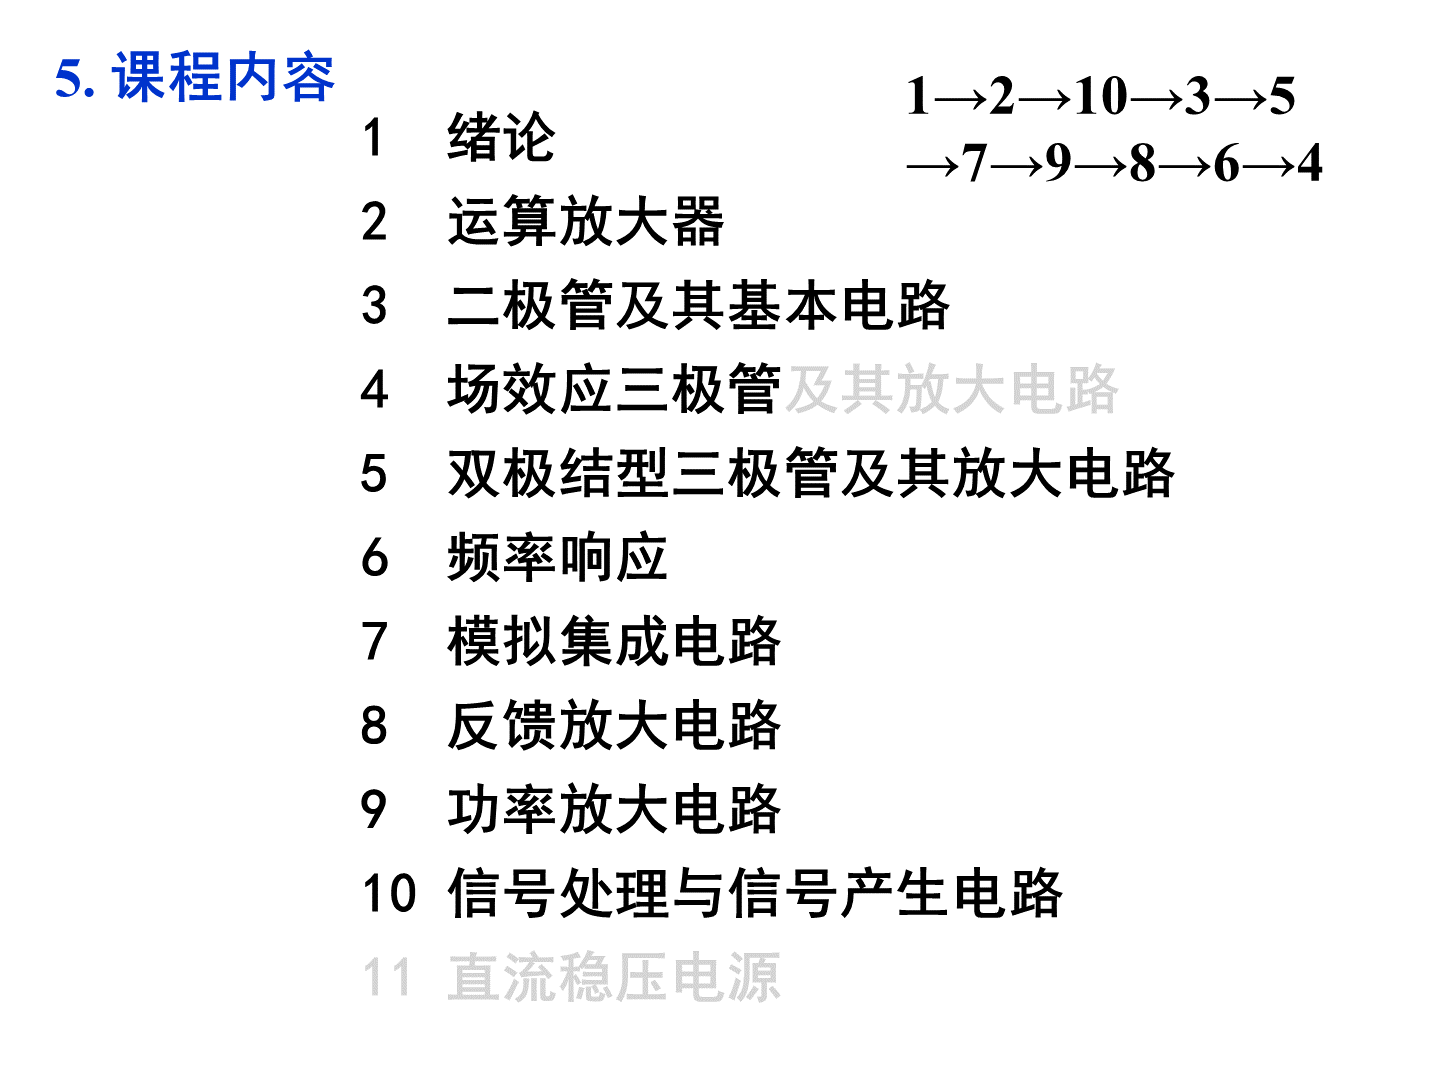 5. 课程内容
1→2→10→3→5
→7→9→8→6→4
1 绪论
2 运算放大器
3 二极管及其基本电路
4 场效应三极管及其放大电路
5 双极结型三极管及其放大电路
6 频率响应
7 模拟集成电路
8 反馈放大电路
9 功率放大电路
10 信号处理与信号产生电路
11 直流稳压电源